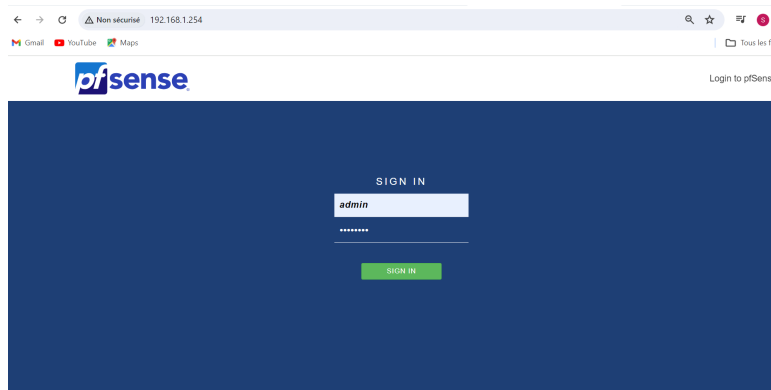 Non sécurisé 192.168.1.254
S
Gmail YouTube Maps Tous les f
pfsense
Login to pfSens
SIGN IN
admin
••••••••
SIGN IN